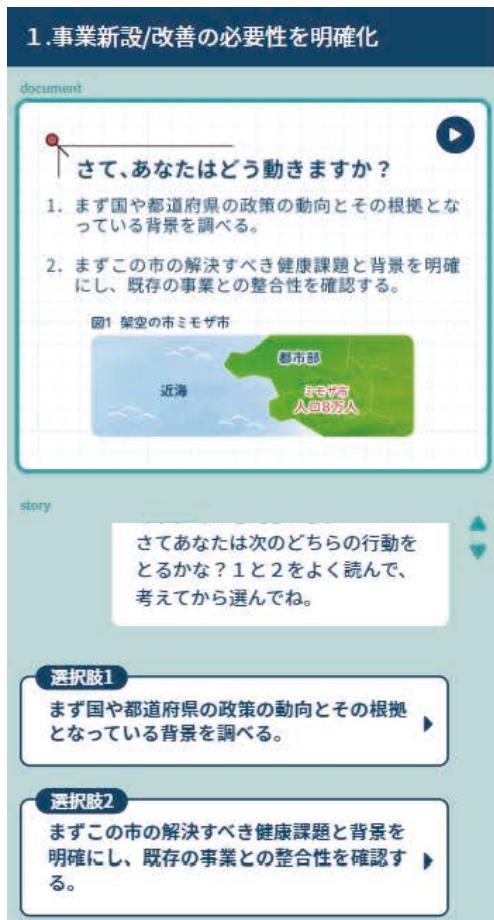 1.事業新設/改善の必要性を明確化
document
さて、あなたはどう動きますか？
1. まず国や都道府県の政策の動向とその根拠とな
っている背景を調べる。
2. まずこの市の解決すべき健康課題と背景を明確
にし、既存の事業との整合性を確認する。
図1 架空の市ミモザ市
都市部
近海
ミモザ市
人口8万人
story
さてあなたは次のどちらの行動を
とるかな？1と2をよく読んで、
考えてから選んでね。
選択肢1
まず国や都道府県の政策の動向とその根拠
となっている背景を調べる。
選択肢2
まずこの市の解決すべき健康課題と背景を
明確にし、既存の事業との整合性を確認す
る。